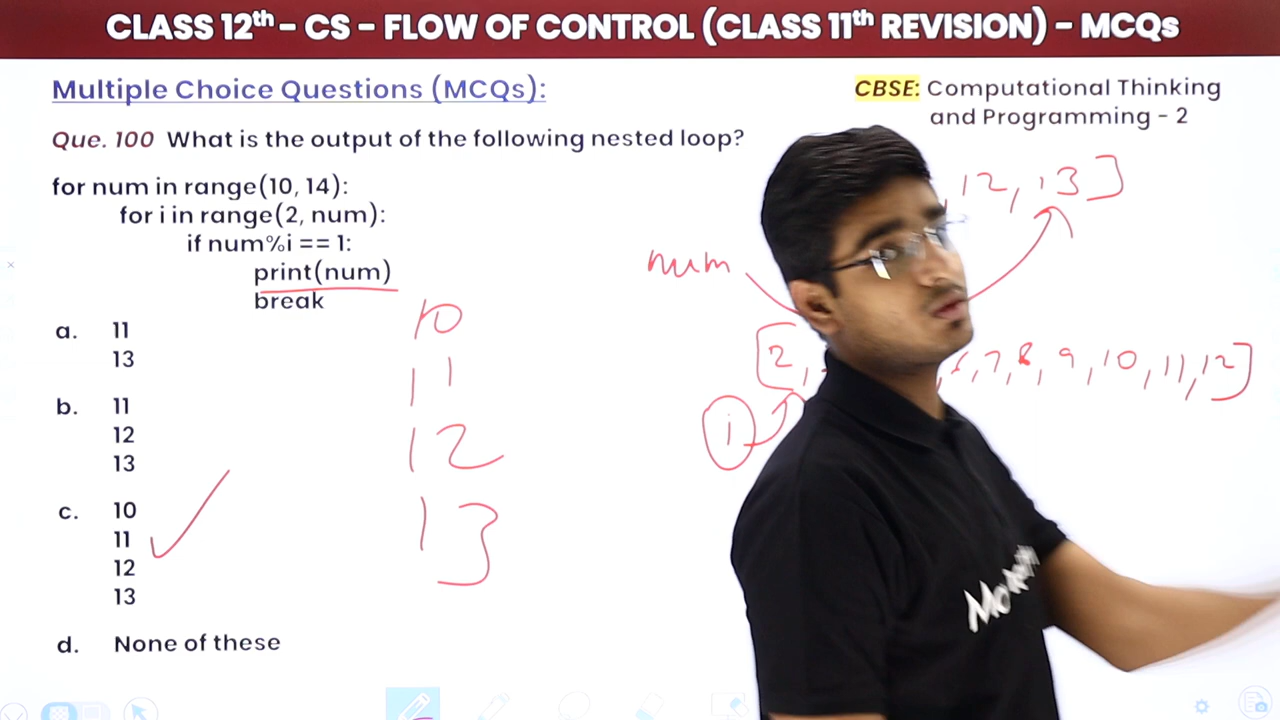 CLASS 12th - CS - FLOW OF CONTROL (CLASS 11th REVISION) - MCQs
Multiple Choice Questions (MCQs):
CBSE: Computational Thinking
and Programming - 2
Que. 100 What is the output of the following nested loop?
for num in range(10, 14):
for i in range(2, num):
if num%i == 1:
print(num)
break
a. 11
13
b. 11
12
13
c. 10
11
12
13
d. None of these
10
11
12
13
, 12, 13]
num
[2, 7, 8, 9, 10, 11, 12]
i